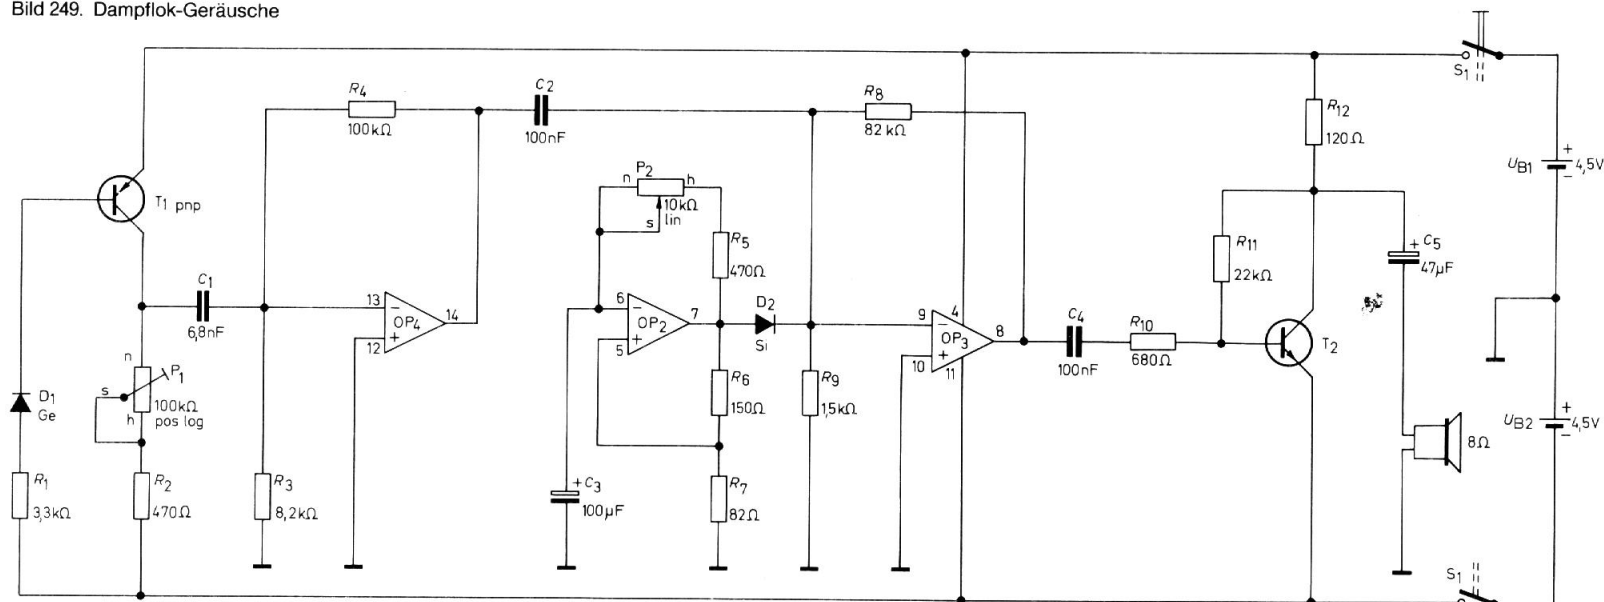 Bild 249. Dampflok-Geräusche
S1
R4
100kΩ
C2
100nF
R8
82 kΩ
R12
120Ω
UB1
+
4,5V
−
T1 pnp
n
P2
h
10kΩ
lin
s
R5
470Ω
R11
22kΩ
+ C5
47µF
C1
6,8nF
13
−
OP4
14
+
12
6
−
OP2
7
+
5
D2
Si
9
−
4
OP3
8
+
10
11
C4
100nF
R10
680Ω
T2
n
P1
s
100kΩ
h
pos log
D1
Ge
R6
150Ω
R9
1,5kΩ
UB2
+
4,5V
−
8Ω
R1
3,3kΩ
R2
470Ω
R3
8,2kΩ
+ C3
100µF
R7
82Ω
S1